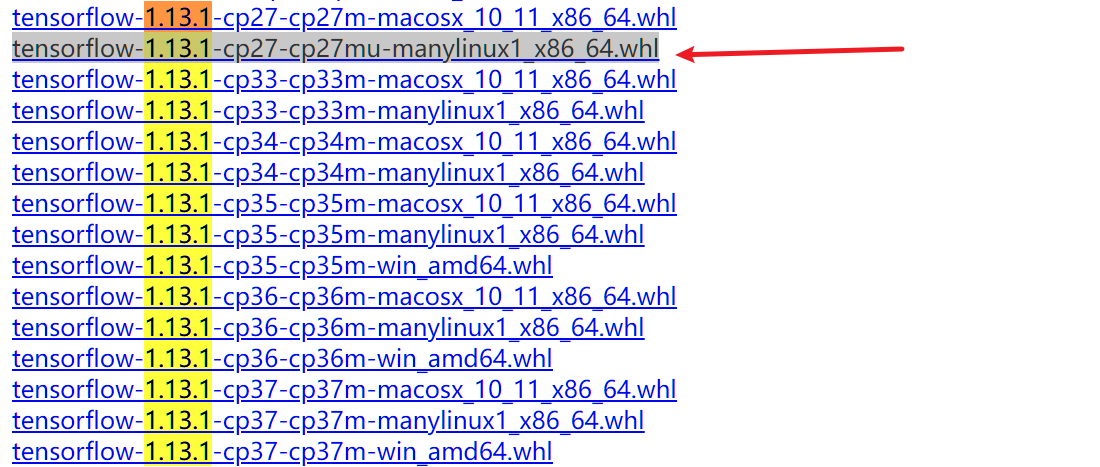 tensorflow-1.13.1-cp27-cp27m-macosx_10_11_x86_64.whl
tensorflow-1.13.1-cp27-cp27mu-manylinux1_x86_64.whl
tensorflow-1.13.1-cp33-cp33m-macosx_10_11_x86_64.whl
tensorflow-1.13.1-cp33-cp33m-manylinux1_x86_64.whl
tensorflow-1.13.1-cp34-cp34m-macosx_10_11_x86_64.whl
tensorflow-1.13.1-cp34-cp34m-manylinux1_x86_64.whl
tensorflow-1.13.1-cp35-cp35m-macosx_10_11_x86_64.whl
tensorflow-1.13.1-cp35-cp35m-manylinux1_x86_64.whl
tensorflow-1.13.1-cp35-cp35m-win_amd64.whl
tensorflow-1.13.1-cp36-cp36m-macosx_10_11_x86_64.whl
tensorflow-1.13.1-cp36-cp36m-manylinux1_x86_64.whl
tensorflow-1.13.1-cp36-cp36m-win_amd64.whl
tensorflow-1.13.1-cp37-cp37m-macosx_10_11_x86_64.whl
tensorflow-1.13.1-cp37-cp37m-manylinux1_x86_64.whl
tensorflow-1.13.1-cp37-cp37m-win_amd64.whl